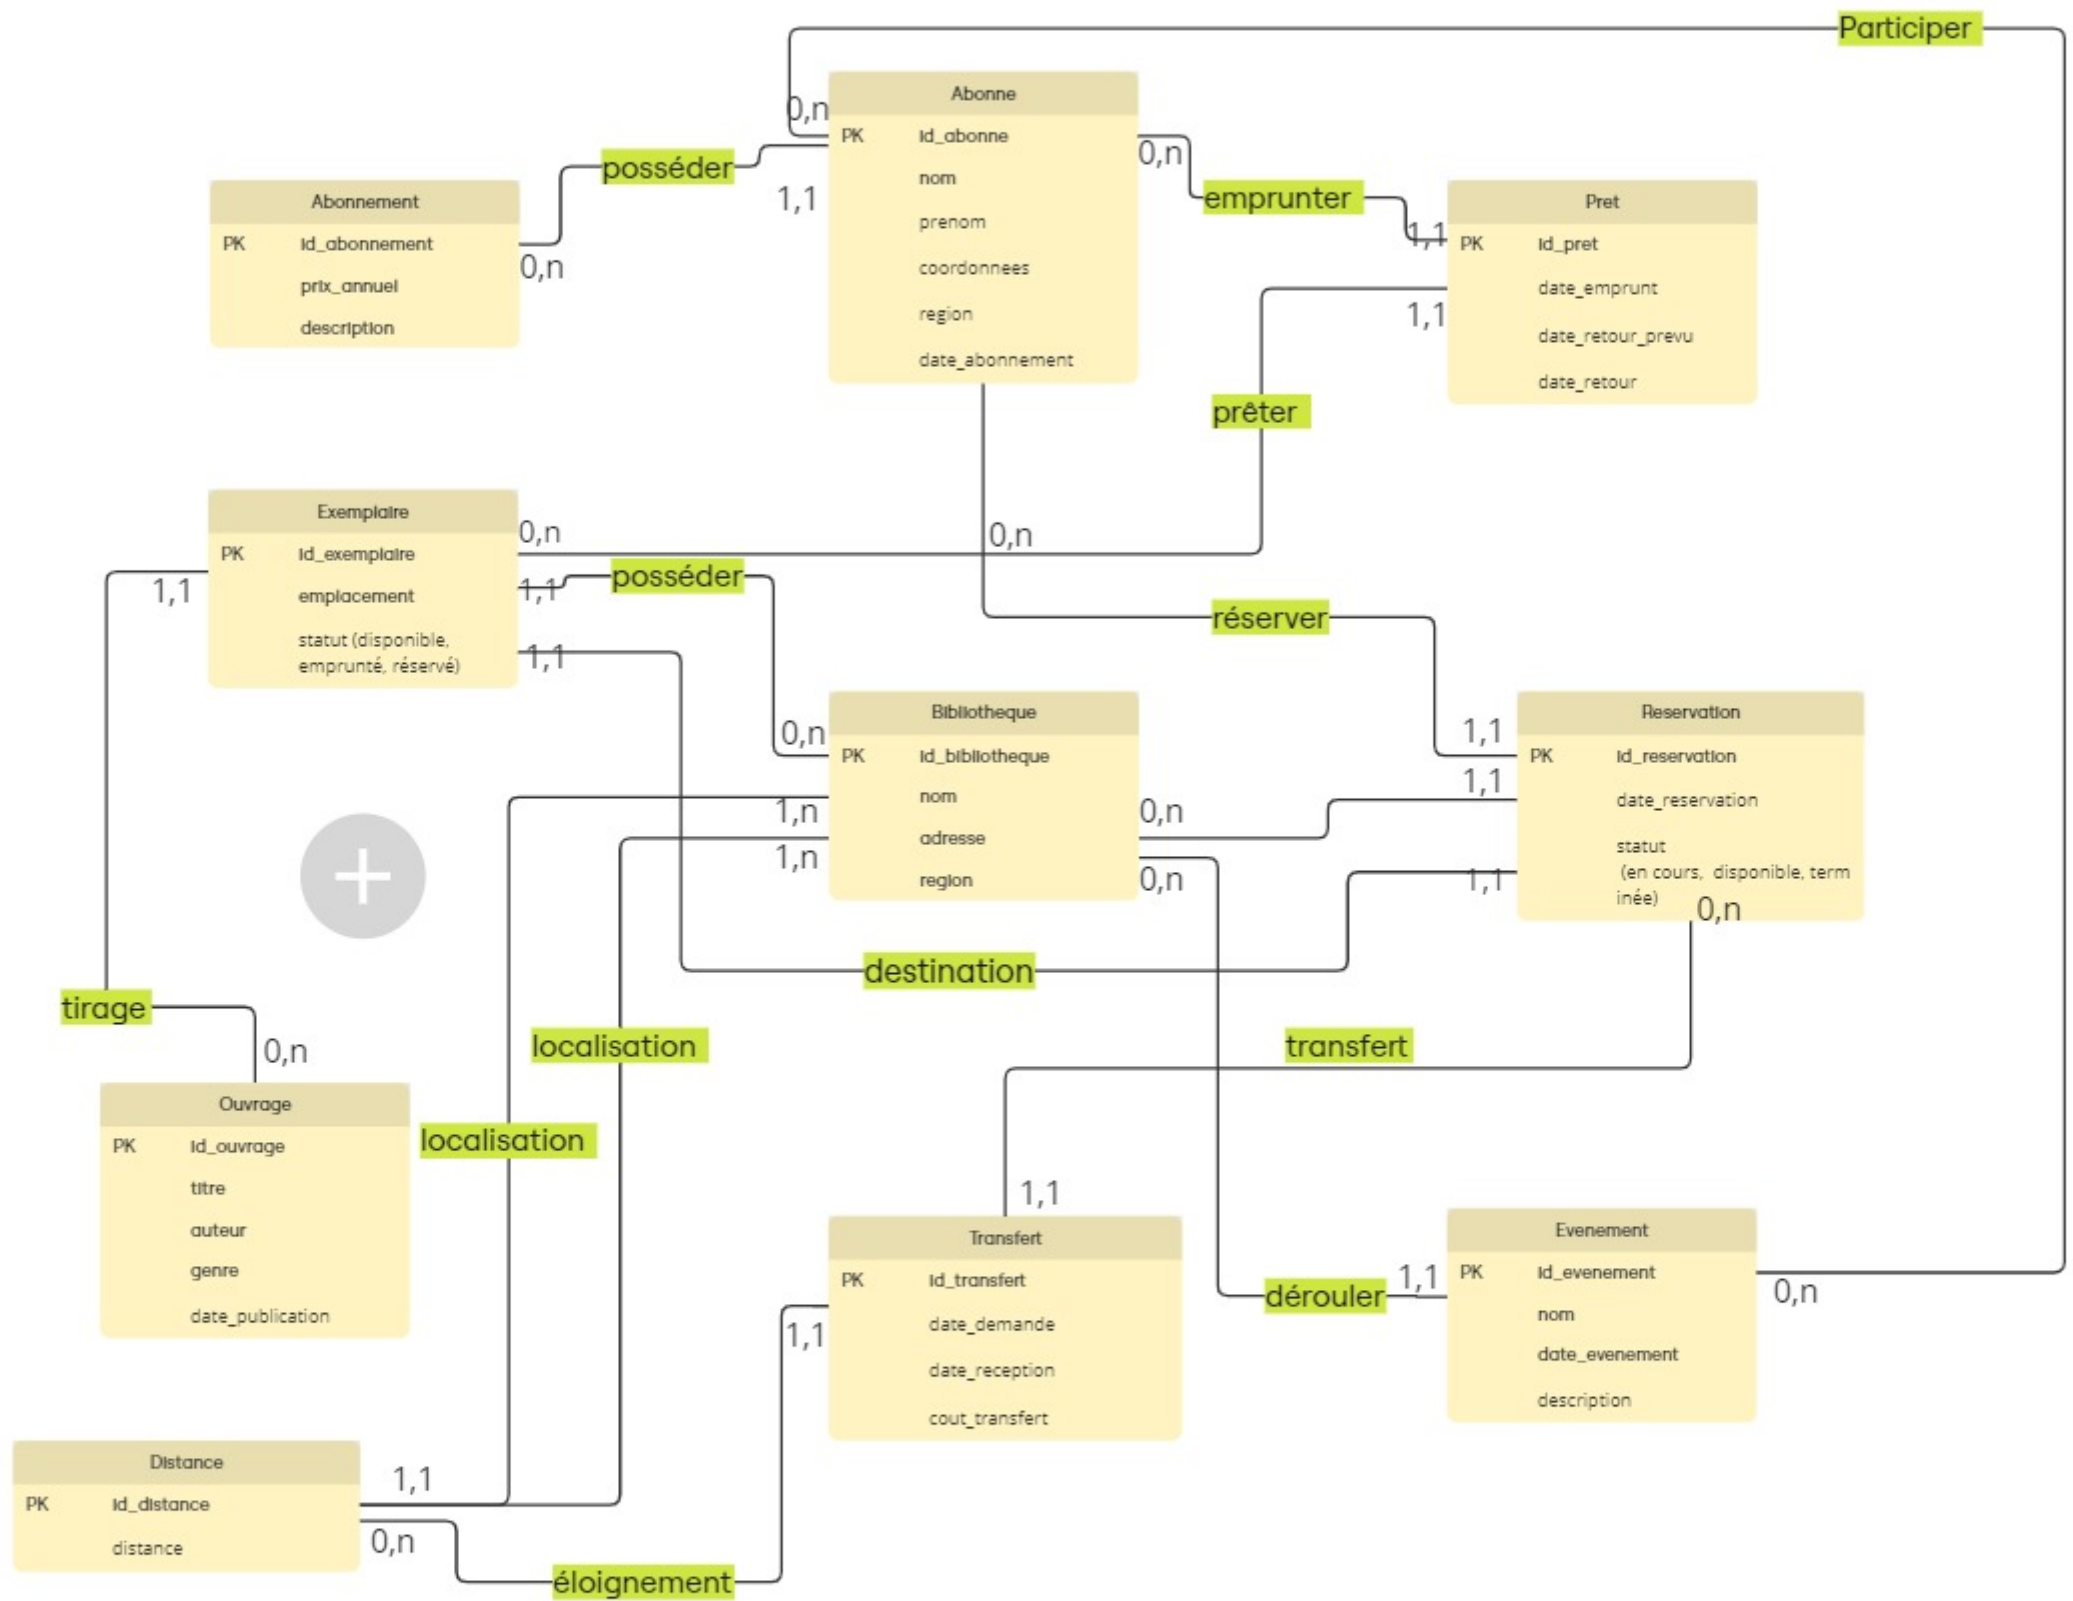 Participer
Abonne
0,n
PK id_abonne
0,n
nom
prenom
coordonnees
region
date_abonnement
posséder
1,1
Abonnement
PK id_abonnement
prix_annuel
description
0,n
emprunter
Pret
1,1
PK id_pret
date_emprunt
date_retour_prevu
date_retour
1,1
prêter
Exemplaire
PK id_exemplaire
emplacement
statut (disponible,
emprunté, réservé)
0,n
1,1
posséder
1,1
1,1
0,n
réserver
Bibliotheque
0,n
PK id_bibliotheque
nom
adresse
region
1,n
1,n
0,n
0,n
Reservation
1,1
PK id_reservation
date_reservation
statut
(en cours, disponible, term
inée)
1,1
1,1
0,n
destination
tirage
0,n
localisation
transfert
Ouvrage
PK id_ouvrage
titre
auteur
genre
date_publication
localisation
1,1
Transfert
PK id_transfert
date_demande
date_reception
cout_transfert
1,1
dérouler
1,1
Evenement
PK id_evenement
nom
date_evenement
description
0,n
Distance
PK id_distance
distance
1,1
0,n
éloignement